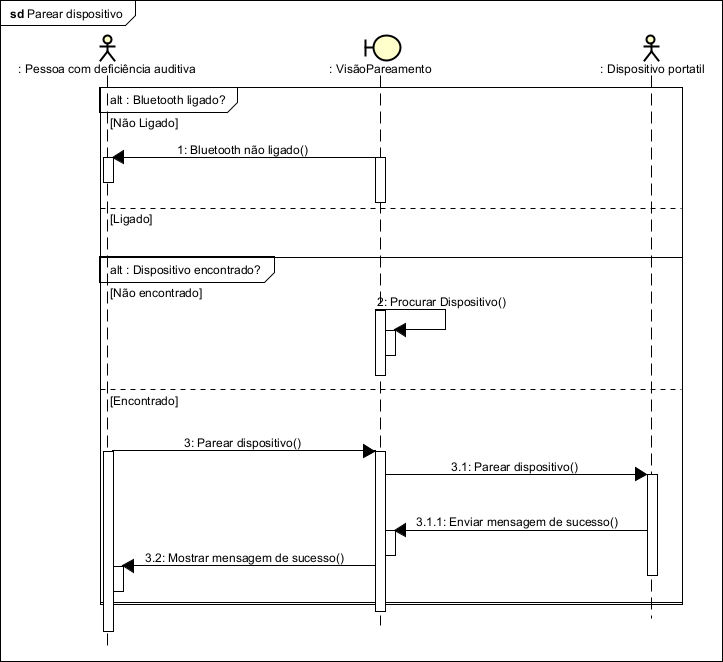 sd Parear dispositivo
: Pessoa com deficiência auditiva
: VisãoPareamento
: Dispositivo portatil
alt : Bluetooth ligado?
[Não Ligado]
1: Bluetooth não ligado()
[Ligado]
alt : Dispositivo encontrado?
[Não encontrado]
2: Procurar Dispositivo()
[Encontrado]
3: Parear dispositivo()
3.1: Parear dispositivo()
3.1.1: Enviar mensagem de sucesso()
3.2: Mostrar mensagem de sucesso()